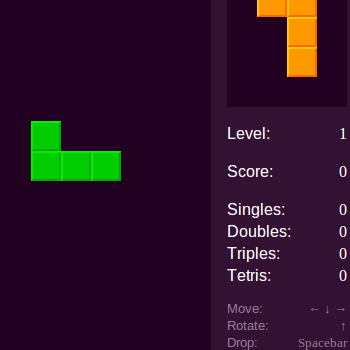 Level: 1
Score: 0
Singles: 0
Doubles: 0
Triples: 0
Tetris: 0
Move: ← ↓ →
Rotate: ↑
Drop: Spacebar